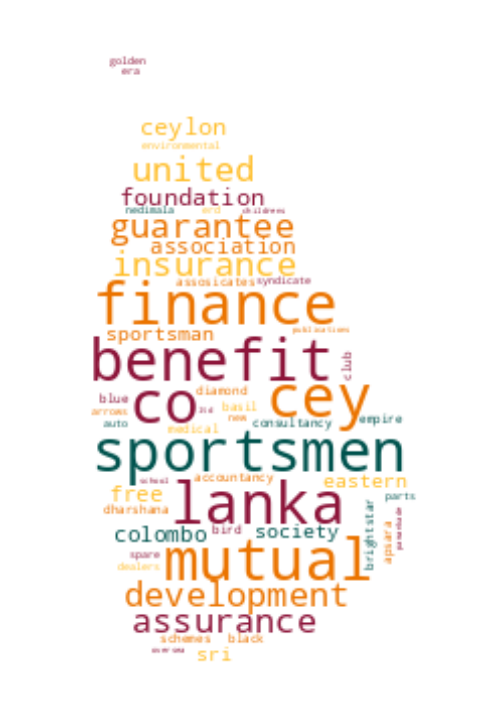 golden
era
ceylon
environmental
united
foundation
nedimala erd childrens
guarantee
association
insurance
assosicates syndicate
finance
publications
sportsman
benefit
club
diamond
blue
co
cey
ltd
basil
arrows
new
empire
auto
consultancy
medical
sportsmen
accountancy
school
eastern
free
lanka
parts
dharshana
brightstar
apsara
colombo
bird
society
mutual
spare
dealers
development
assurance
schemes black
sri